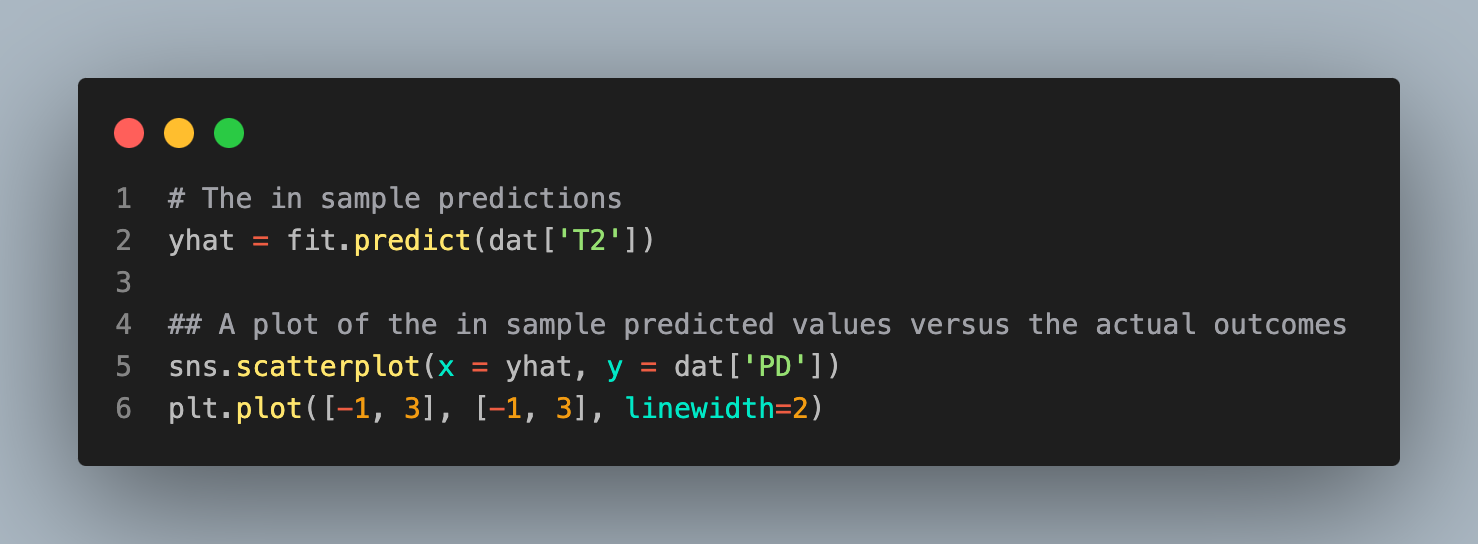 1 # The in sample predictions
2 yhat = fit.predict(dat['T2'])
3
4 ## A plot of the in sample predicted values versus the actual outcomes
5 sns.scatterplot(x = yhat, y = dat['PD'])
6 plt.plot([-1, 3], [-1, 3], linewidth=2)